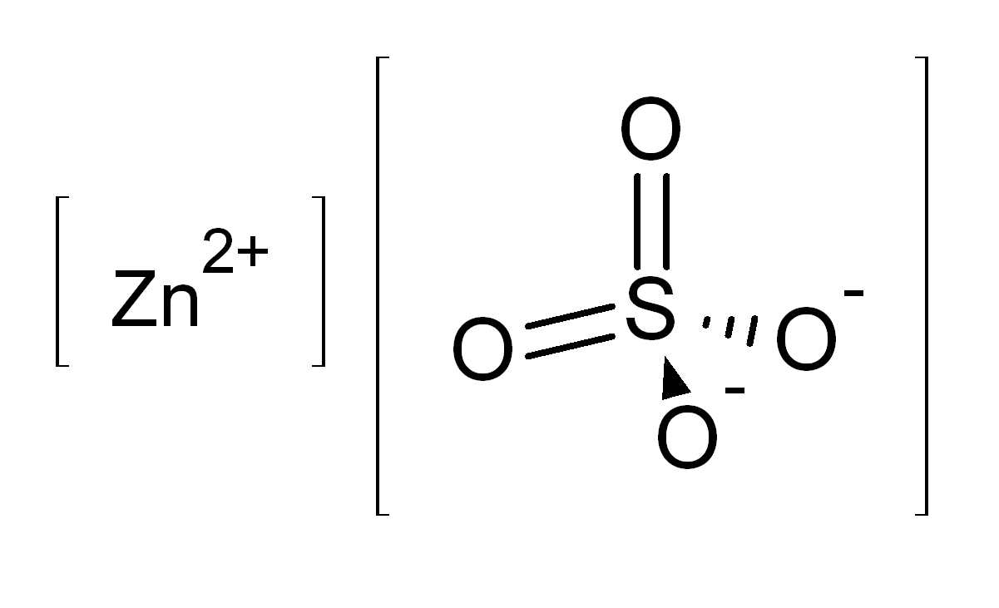 O
Zn2+
O S O-
O-